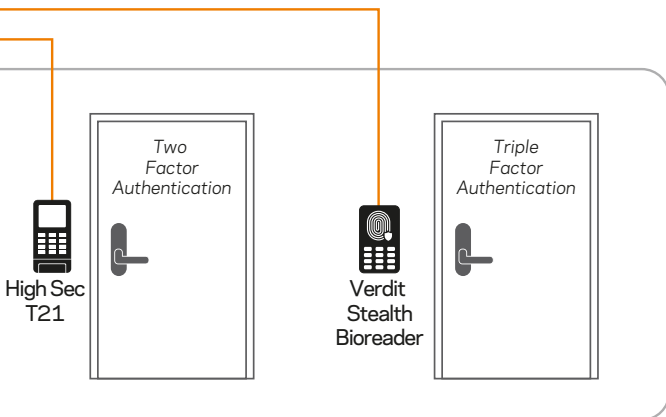 Two
Factor
Authentication
Triple
Factor
Authentication
High Sec
T21
Verdit
Stealth
Bioreader